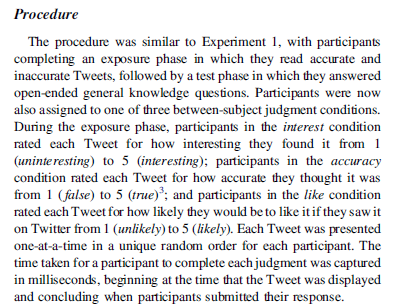 Procedure
The procedure was similar to Experiment 1, with participants
completing an exposure phase in which they read accurate and
inaccurate Tweets, followed by a test phase in which they answered
open-ended general knowledge questions. Participants were now
also assigned to one of three between-subject judgment conditions.
During the exposure phase, participants in the interest condition
rated each Tweet for how interesting they found it from 1
(uninteresting) to 5 (interesting); participants in the accuracy
condition rated each Tweet for how accurate they thought it was
from 1 (false) to 5 (true)3; and participants in the like condition
rated each Tweet for how likely they would be to like it if they saw it
on Twitter from 1 (unlikely) to 5 (likely). Each Tweet was presented
one-at-a-time in a unique random order for each participant. The
time taken for a participant to complete each judgment was captured
in milliseconds, beginning at the time that the Tweet was displayed
and concluding when participants submitted their response.